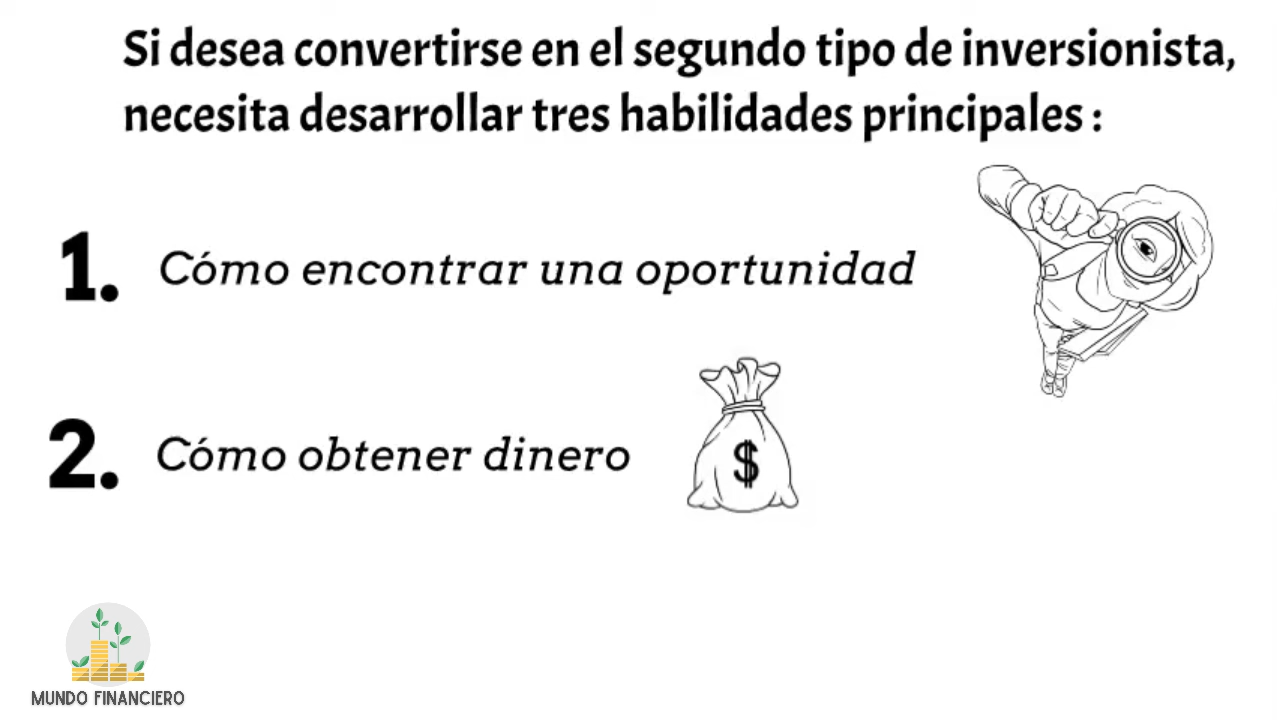 Si desea convertirse en el segundo tipo de inversionista,
necesita desarrollar tres habilidades principales :
1. Cómo encontrar una oportunidad
2. Cómo obtener dinero
$
MUNDO FINANCIERO